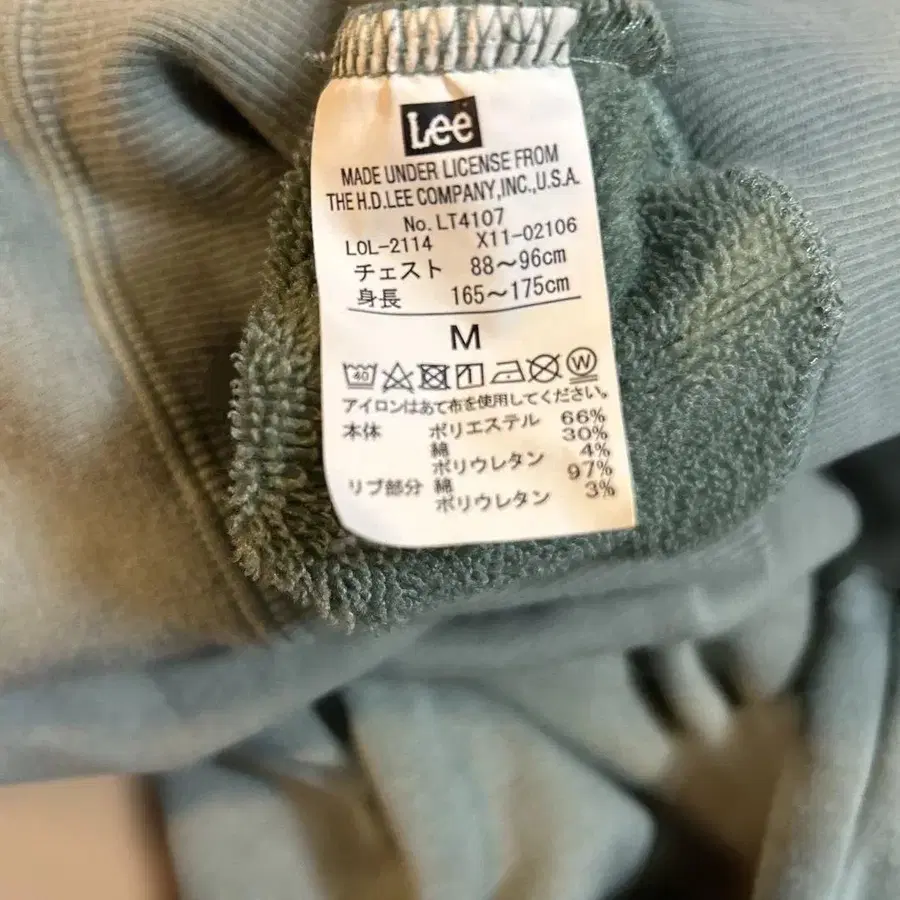 Lee
MADE UNDER LICENSE FROM
THE H.D.LEE COMPANY,INC.,U.S.A.
No. LT4107
LOL-2114 X11-02106
チェスト 88～96cm
身長 165～175cm
M
40 W
アイロンはあて布を使用してください。
本体 ポリエステル 66%
綿 30%
ポリウレタン 4%
リブ部分 綿 97%
ポリウレタン 3%